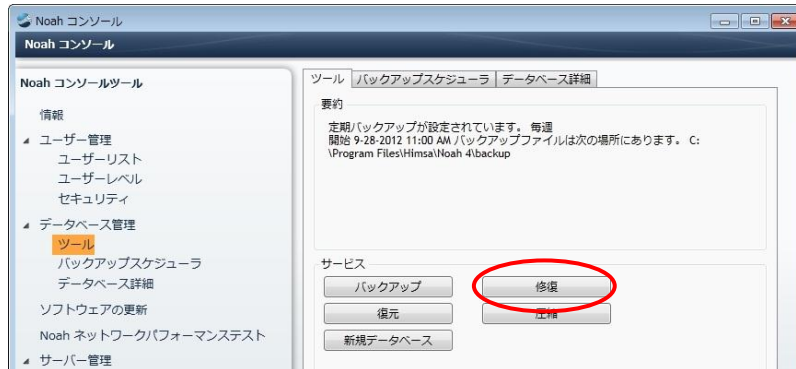 Noah コンソール
Noah コンソール
Noah コンソールツール
情報
ユーザー管理
ユーザーリスト
ユーザーレベル
セキュリティ
データベース管理
ツール
バックアップスケジューラ
データベース詳細
ソフトウェアの更新
Noah ネットワークパフォーマンステスト
サーバー管理
ツール バックアップスケジューラ データベース詳細
要約
定期バックアップが設定されています。 毎週
開始 9-28-2012 11:00 AM バックアップファイルは次の場所にあります。 C:
\Program Files\Himsa\Noah 4\backup
サービス
バックアップ 修復
復元 圧縮
新規データベース